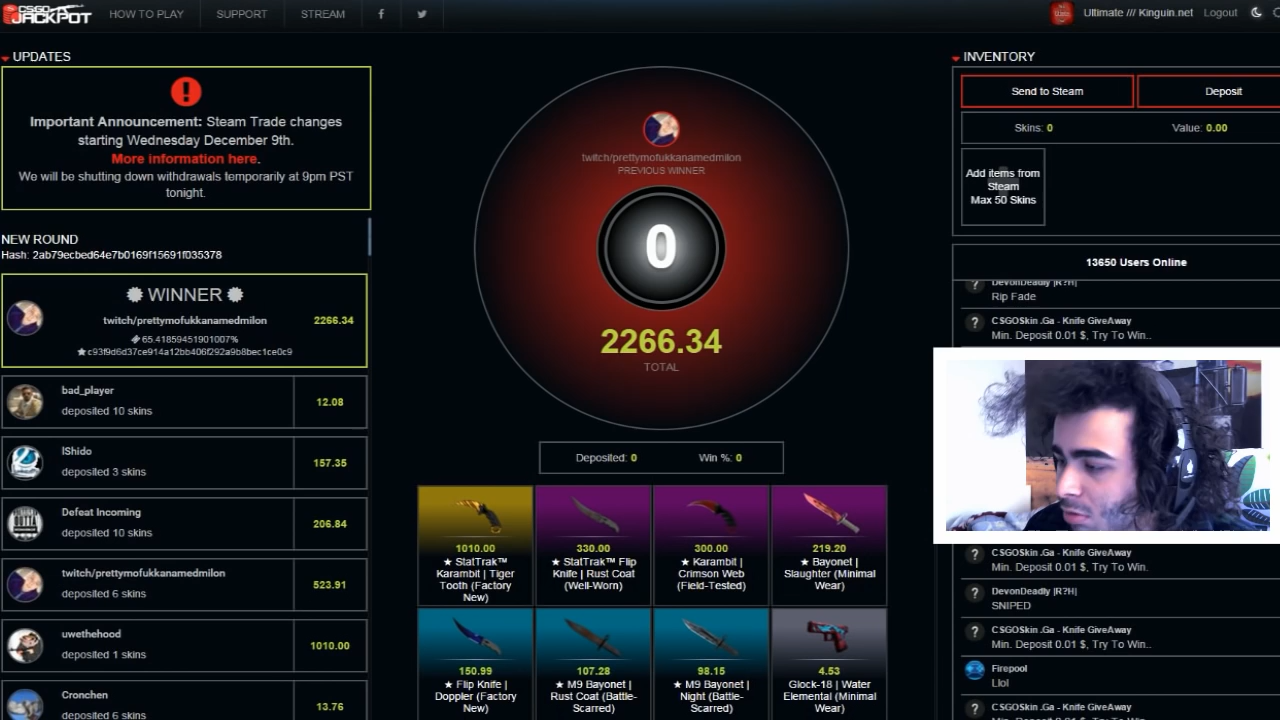 CSGO
JACKPOT
HOW TO PLAY
SUPPORT
STREAM
f
Ultimate /// Kinguin.net
Logout
UPDATES
!
Important Announcement: Steam Trade changes
starting Wednesday December 9th.
More information here.
We will be shutting down withdrawals temporarily at 9pm PST
tonight.
NEW ROUND
Hash: 2ab79ecbed64e7b0169f15691f035378
WINNER
twitch/prettymofukkanamedmilon
2266.34
65.41859451901007%
c93f9d6d37ce914a12bb406f292a9b8bec1ce0c9
bad_player
deposited 10 skins
12.08
lShido
deposited 3 skins
157.35
Defeat Incoming
deposited 10 skins
206.84
twitch/prettymofukkanamedmilon
deposited 6 skins
523.91
uwethehood
deposited 1 skins
1010.00
Cronchen
deposited 6 skins
13.76
twitch/prettymofukkanamedmilon
PREVIOUS WINNER
0
2266.34
TOTAL
Deposited: 0
Win %: 0
1010.00
★ StatTrak™
Karambit | Tiger
Tooth (Factory
New)
330.00
★ StatTrak™ Flip
Knife | Rust Coat
(Well-Worn)
300.00
★ Karambit |
Crimson Web
(Field-Tested)
219.20
★ Bayonet |
Slaughter (Minimal
Wear)
150.99
★ Flip Knife |
Doppler (Factory
New)
107.28
★ M9 Bayonet |
Rust Coat (Battle-
Scarred)
98.15
★ M9 Bayonet |
Night (Battle-
Scarred)
4.53
Glock-18 | Water
Elemental (Minimal
Wear)
INVENTORY
Send to Steam
Deposit
Skins: 0
Value: 0.00
Add items from
Steam
Max 50 Skins
13650 Users Online
? DevonDeadly |R?H|
Rip Fade
? CSGOSkin .Ga - Knife GiveAway
Min. Deposit 0.01 $, Try To Win..
? CSGOSkin .Ga - Knife GiveAway
Min. Deposit 0.01 $, Try To Win.
? DevonDeadly |R?H|
SNIPED
? CSGOSkin .Ga - Knife GiveAway
Min. Deposit 0.01 $, Try To Win..
Firepool
Llol
? CSGOSkin .Ga - Knife GiveAway